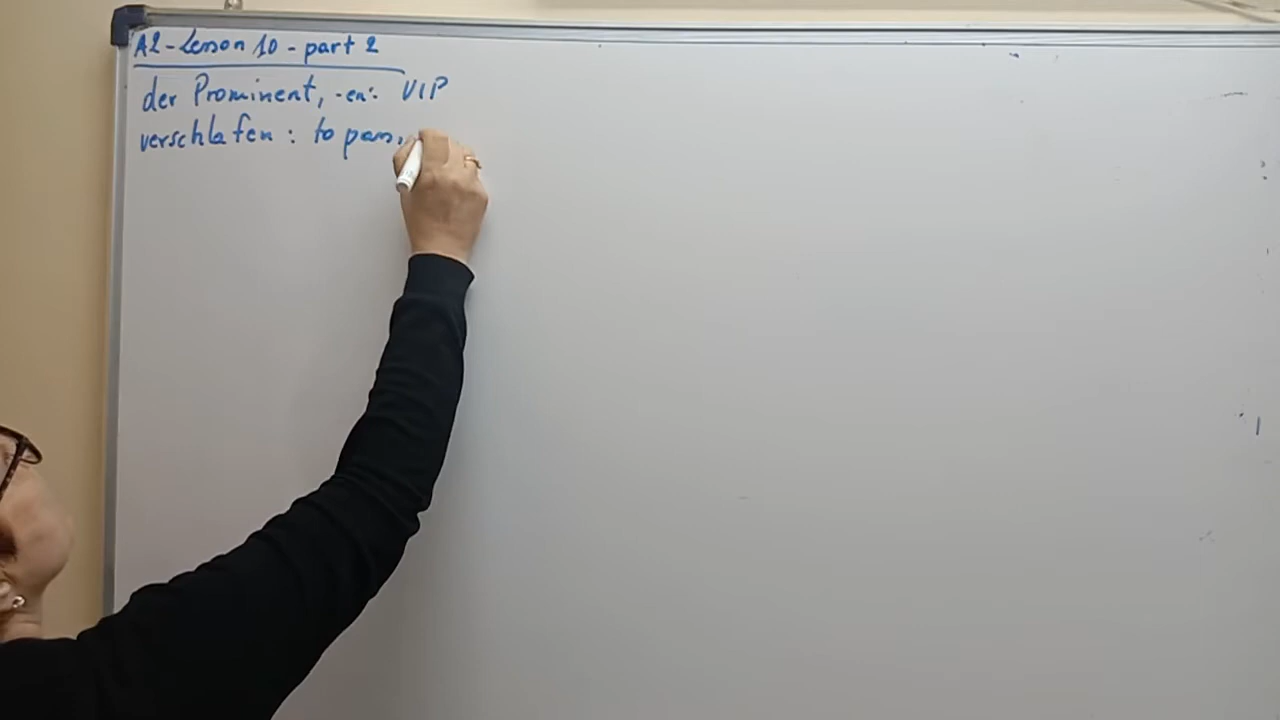 A2 - Lesson 10 - part 2
der Prominent, -en: VIP
verschlafen : to pass,